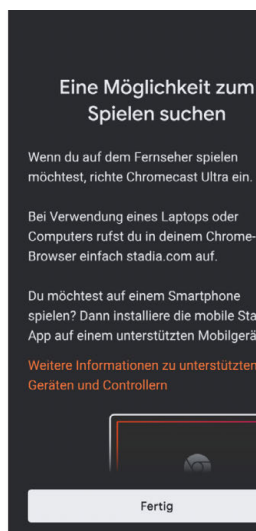 Eine Möglichkeit zum
Spielen suchen
Wenn du auf dem Fernseher spielen
möchtest, richte Chromecast Ultra ein.
Bei Verwendung eines Laptops oder
Computers rufst du in deinem Chrome-
Browser einfach stadia.com auf.
Du möchtest auf einem Smartphone
spielen? Dann installiere die mobile Sta
App auf einem unterstützten Mobilgerä
Weitere Informationen zu unterstützten
Geräten und Controllern
Fertig